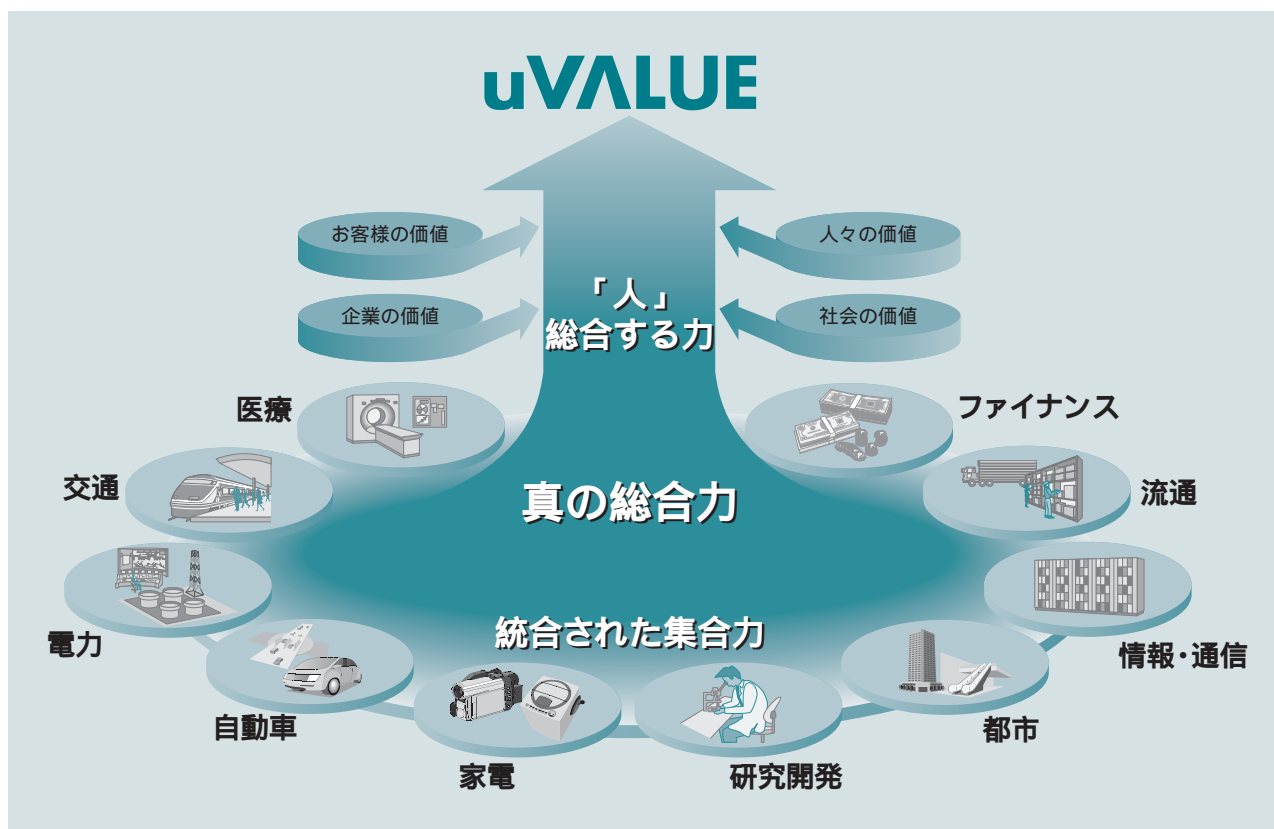 uVALUE
お客様の価値
人々の価値
「人」
企業の価値
社会の価値
総合する力
医療
ファイナンス
交通
真の総合力
流通
電力
統合された集合力
情報・通信
自動車
都市
家電
研究開発